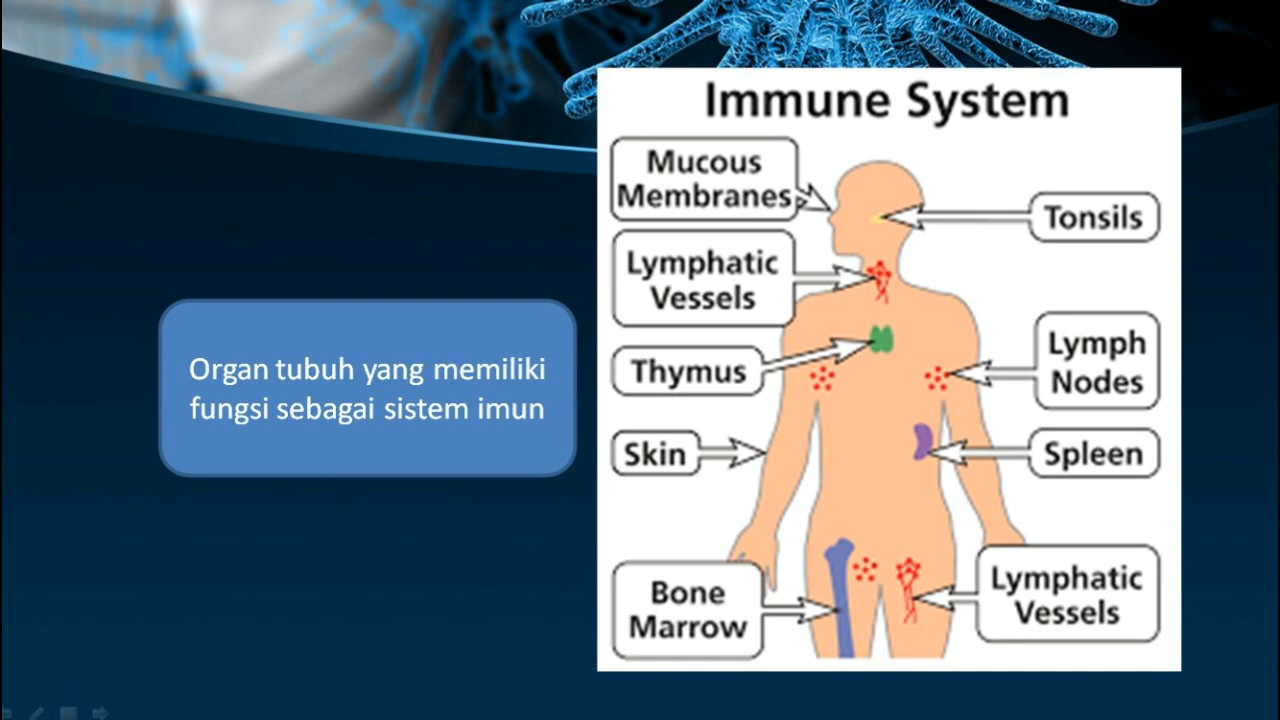 Immune System
Mucous
Membranes
Tonsils
Lymphatic
Vessels
Thymus
Lymph
Nodes
Organ tubuh yang memiliki
fungsi sebagai sistem imun
Skin
Spleen
Bone
Marrow
Lymphatic
Vessels